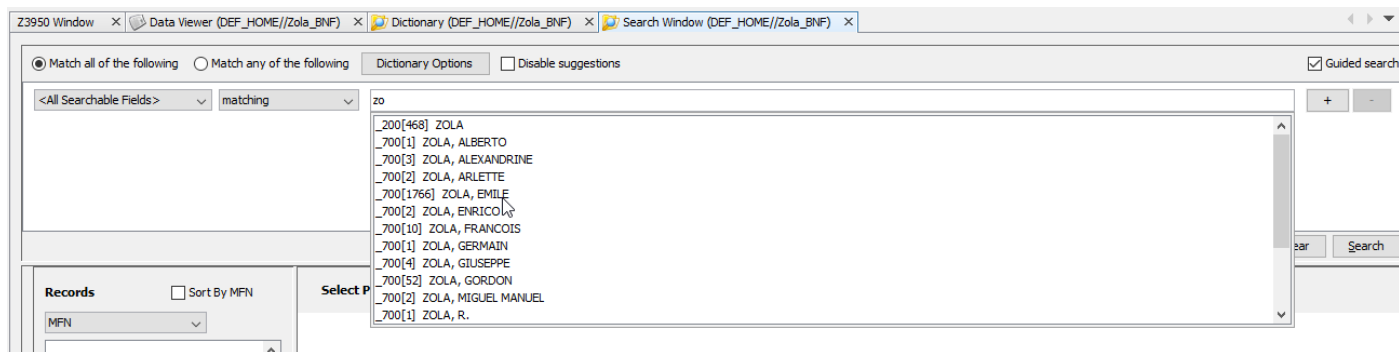 Z3950 Window X Data Viewer (DEF_HOME//Zola_BNF) X Dictionary (DEF_HOME//Zola_BNF) X Search Window (DEF_HOME//Zola_BNF) X
Match all of the following Match any of the following Dictionary Options Disable suggestions Guided search
<All Searchable Fields> matching zo + -
_200[468] ZOLA
_700[1] ZOLA, ALBERTO
_700[3] ZOLA, ALEXANDRINE
_700[2] ZOLA, ARLETTE
_700[1766] ZOLA, EMILE
_700[2] ZOLA, ENRICO
_700[10] ZOLA, FRANCOIS
_700[1] ZOLA, GERMAIN
_700[4] ZOLA, GIUSEPPE
_700[52] ZOLA, GORDON
_700[2] ZOLA, MIGUEL MANUEL
_700[1] ZOLA, R.
ear Search
Records Sort By MFN Select P
MFN